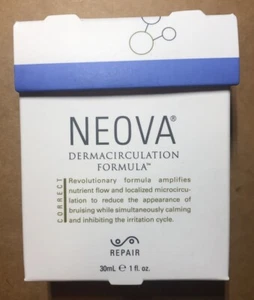 NEOVA®
DERMACIRCULATION
FORMULA™
CORRECT
Revolutionary formula amplifies
nutrient flow and localized microcircu-
lation to reduce the appearance of
bruising while simultaneously calming
and inhibiting the irritation cycle.
REPAIR
30mL ℮ 1 fl. oz.